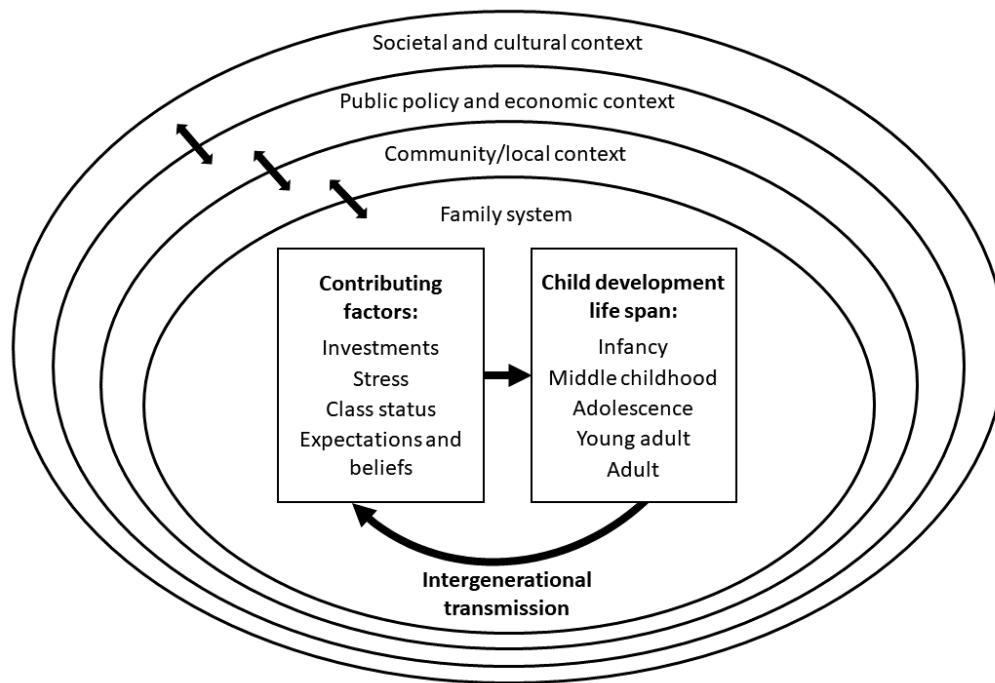 Societal and cultural context
Public policy and economic context
Community/local context
Family system
Contributing
factors:
Investments
Stress
Class status
Expectations and
beliefs
Child development
life span:
Infancy
Middle childhood
Adolescence
Young adult
Adult
Intergenerational
transmission